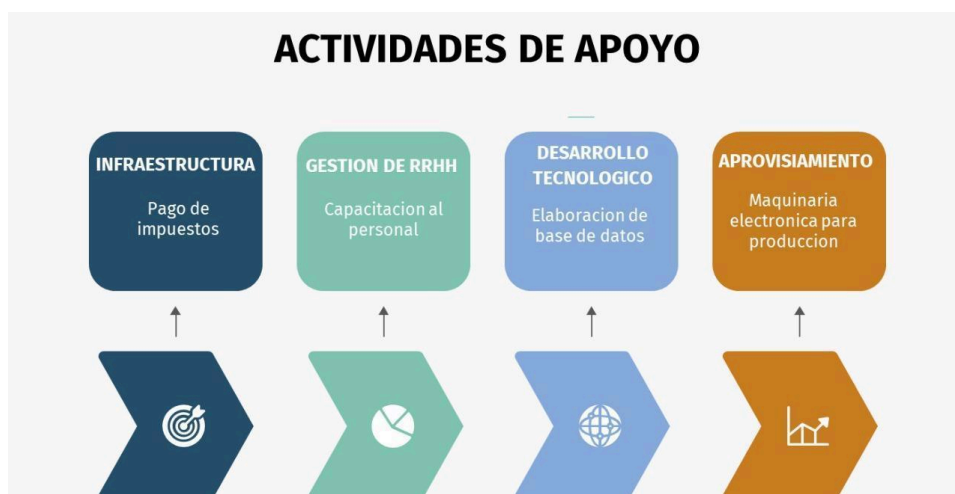 ACTIVIDADES DE APOYO
INFRAESTRUCTURA
Pago de
impuestos
GESTION DE RRHH
Capacitacion al
personal
DESARROLLO
TECNOLOGICO
Elaboracion de
base de datos
APROVISIAMIENTO
Maquinaria
electronica para
produccion